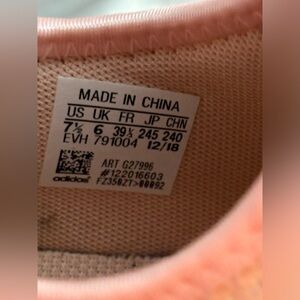 MADE IN CHINA
US UK FR JP CHN
7½ 6 39⅓ 245 240
EVH 791004 12/18
ART G27996
#122016603
adidas FZ350ZT>00092